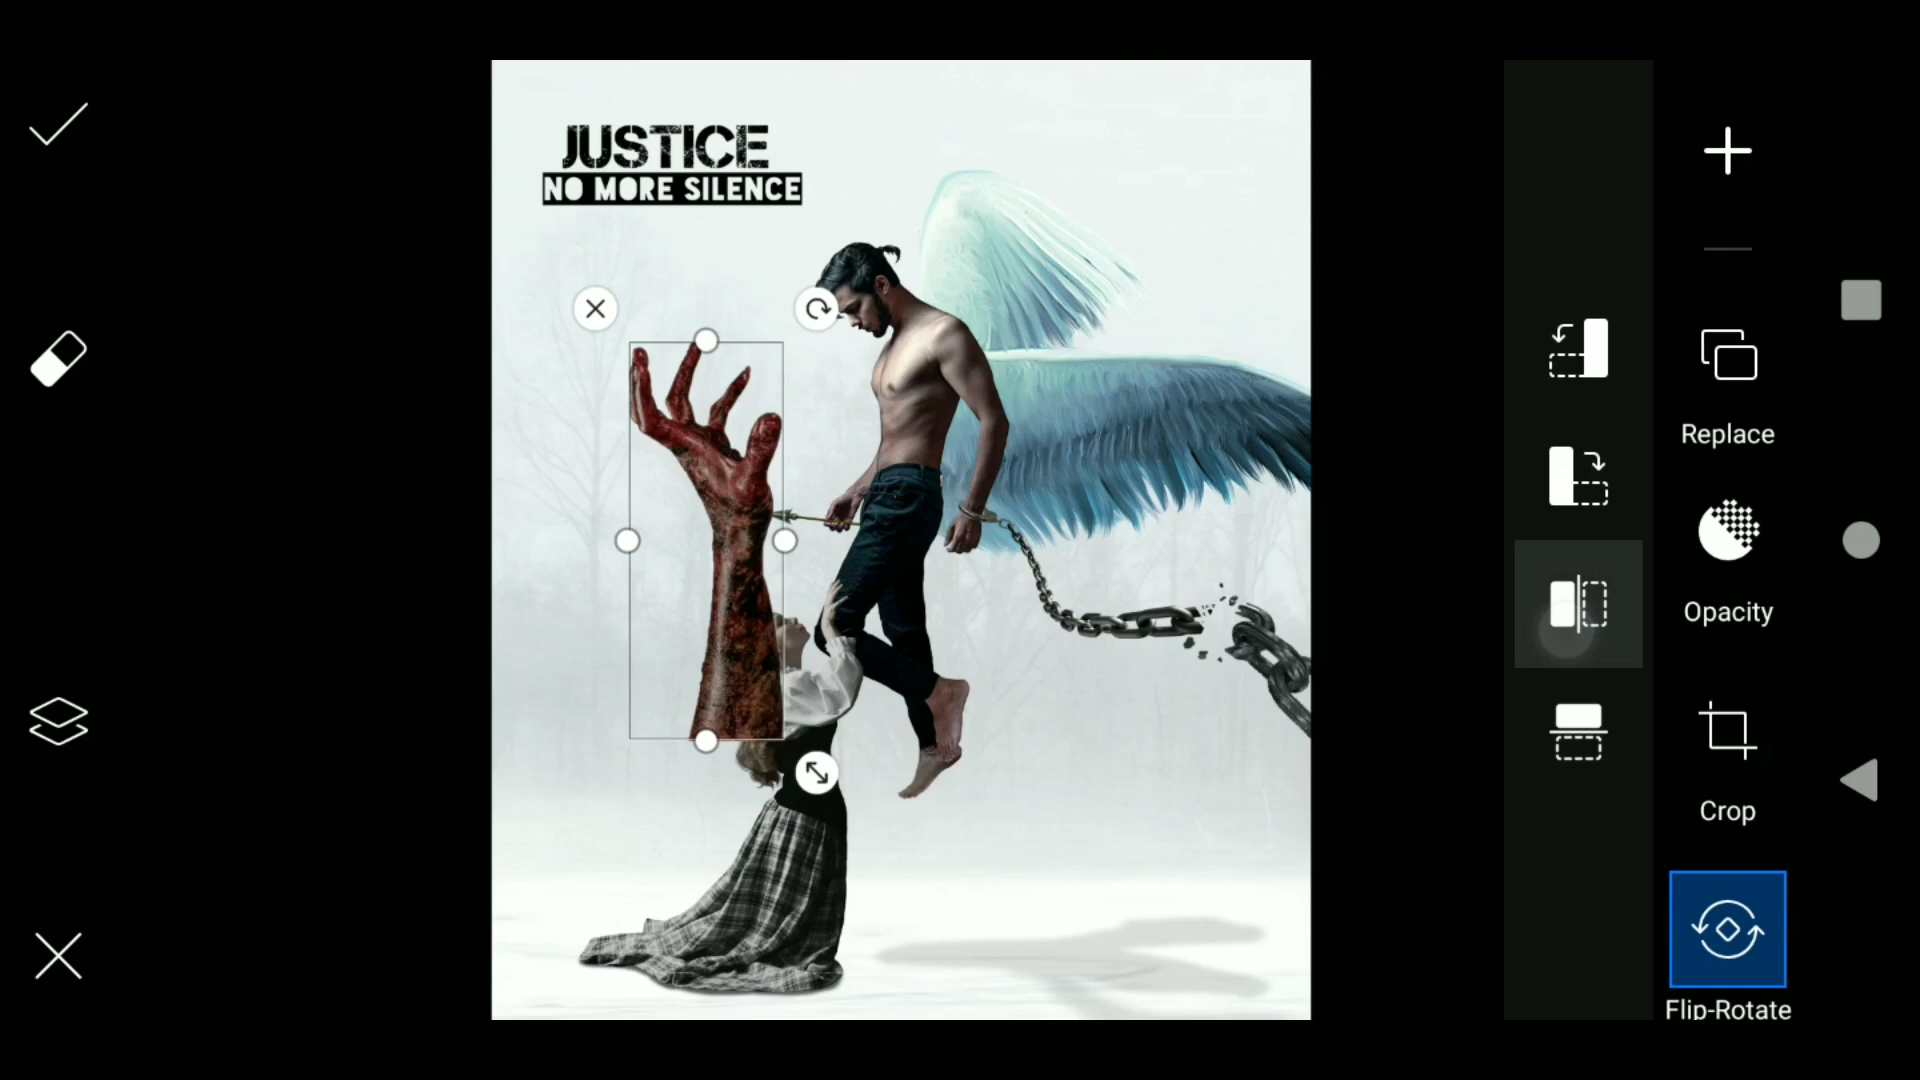 JUSTICE
NO MORE SILENCE
Replace
Opacity
Crop
Flip-Rotate